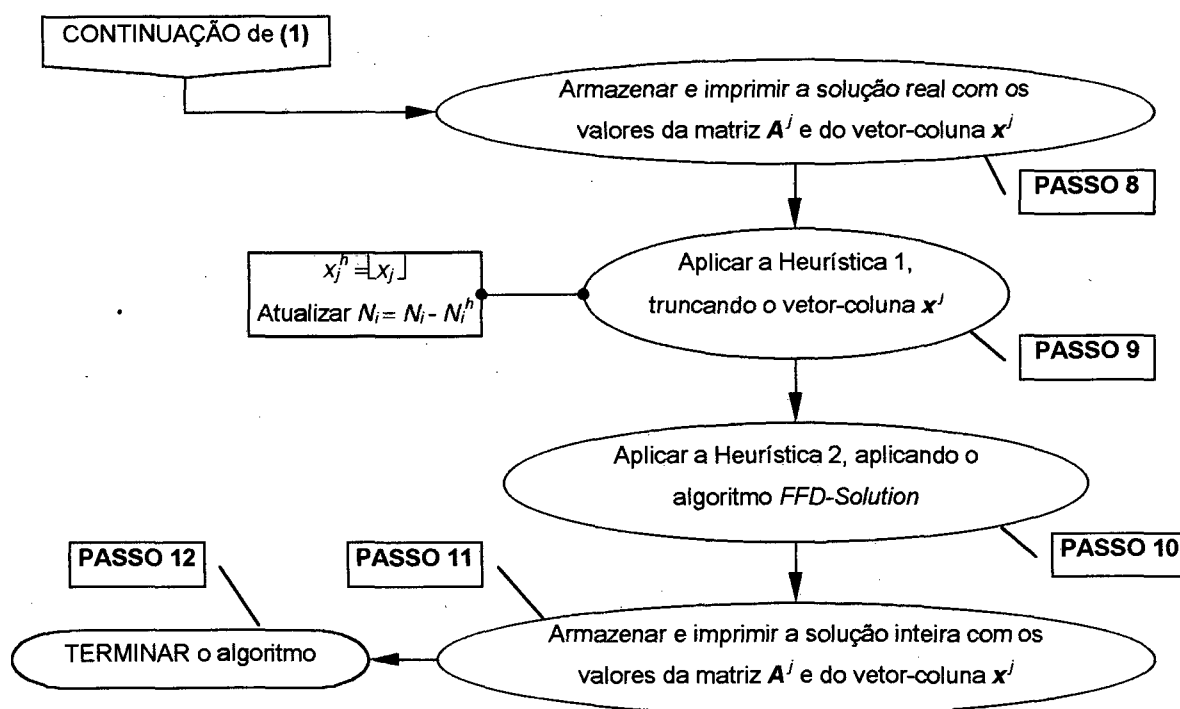 CONTINUAÇÃO de (1)
Armazenar e imprimir a solução real com os
valores da matriz A^j e do vetor-coluna x^j
PASSO 8
x_j^h = ⌊x_j⌋
Atualizar N_i = N_i - N_i^h
Aplicar a Heurística 1,
truncando o vetor-coluna x^j
PASSO 9
Aplicar a Heurística 2, aplicando o
algoritmo FFD-Solution
PASSO 10
PASSO 12
PASSO 11
TERMINAR o algoritmo
Armazenar e imprimir a solução inteira com os
valores da matriz A^j e do vetor-coluna x^j